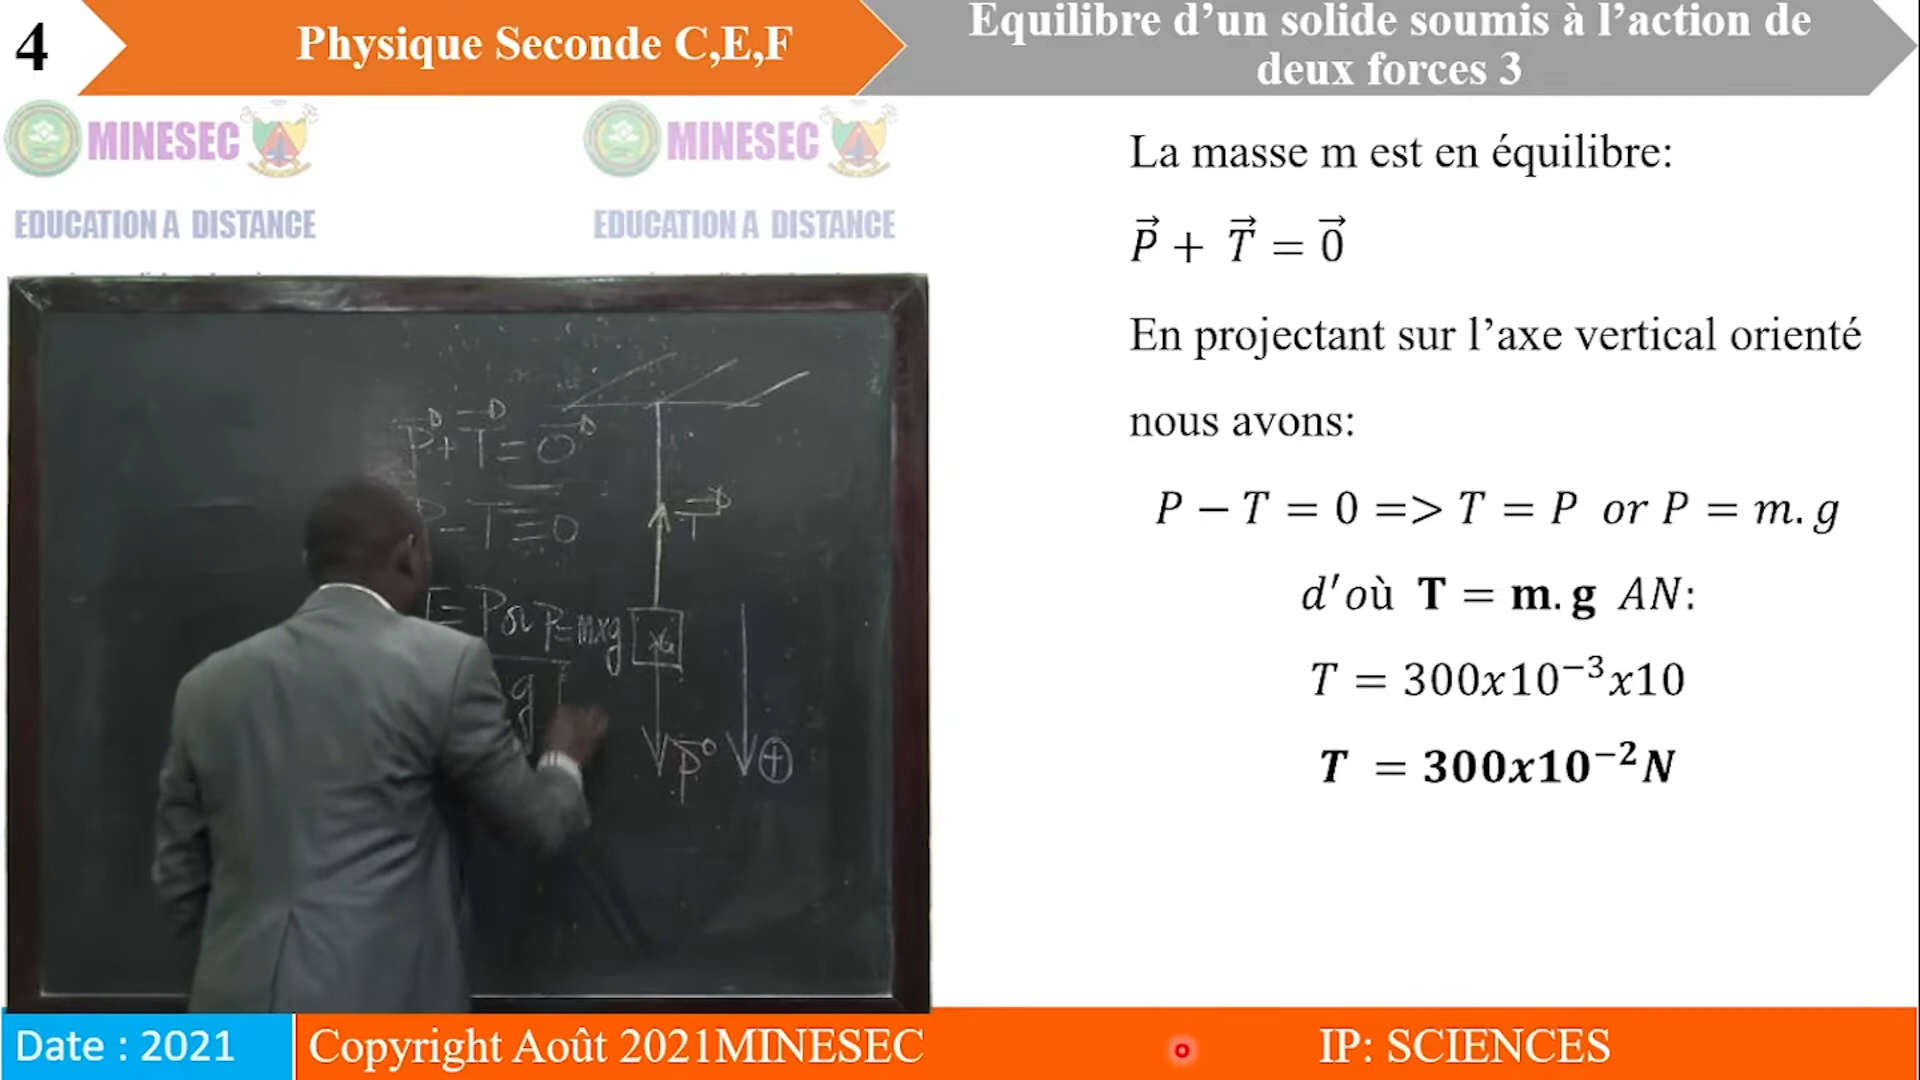 4
Physique Seconde C,E,F
Equilibre d’un solide soumis à l’action de
deux forces 3
MINESEC
EDUCATION A DISTANCE
MINESEC
EDUCATION A DISTANCE
P⃗ + T⃗ = 0⃗
P - T = 0
T = P or P = mxg
g
T⃗
G
P⃗ ⊕
La masse m est en équilibre:
P⃗ + T⃗ = 0⃗
En projectant sur l’axe vertical orienté
nous avons:
P − T = 0 => T = P or P = m. g
d′où T = m. g AN:
T = 300x10⁻³x10
T = 300x10⁻²N
Date : 2021
Copyright Août 2021MINESEC
IP: SCIENCES